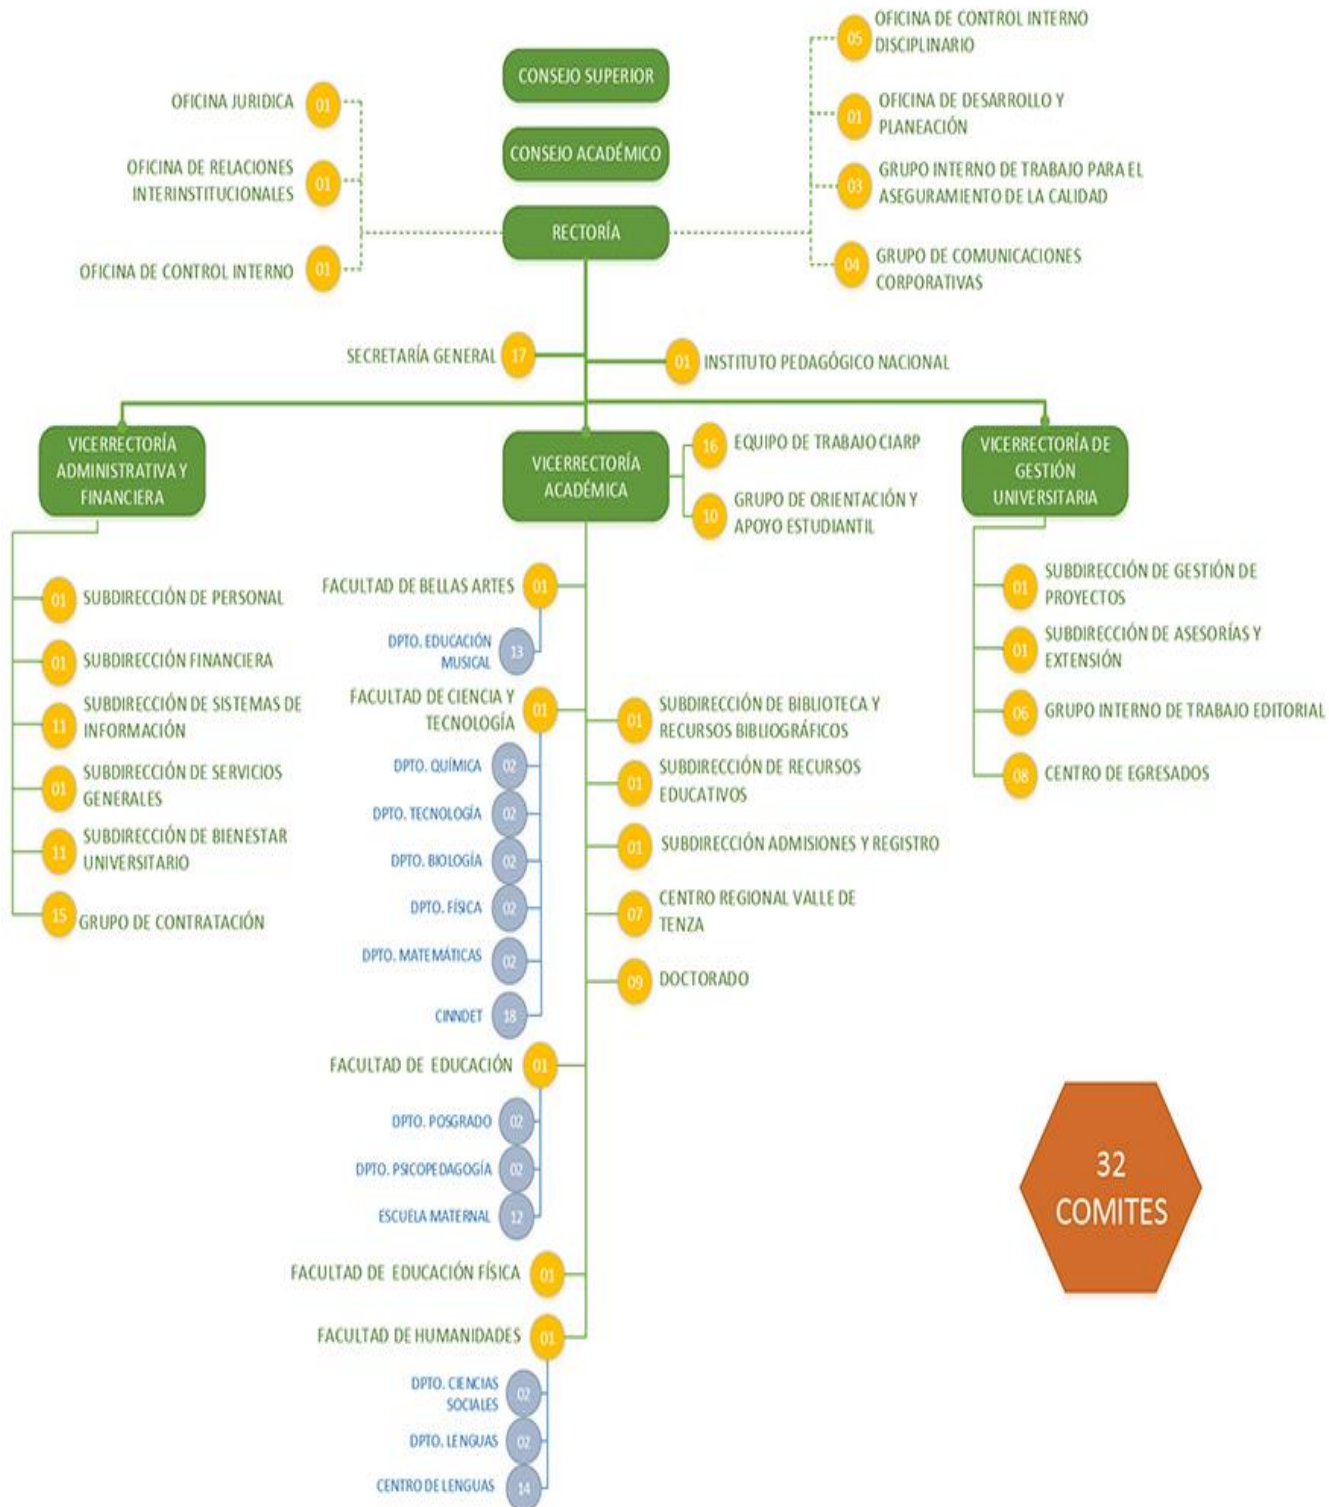 CONSEJO SUPERIOR
CONSEJO ACADÉMICO
RECTORÍA
OFICINA JURIDICA
01
OFICINA DE RELACIONES
INTERINSTITUCIONALES
01
OFICINA DE CONTROL INTERNO
01
05
OFICINA DE CONTROL INTERNO
DISCIPLINARIO
01
OFICINA DE DESARROLLO Y
PLANEACIÓN
03
GRUPO INTERNO DE TRABAJO PARA EL
ASEGURAMIENTO DE LA CALIDAD
04
GRUPO DE COMUNICACIONES
CORPORATIVAS
SECRETARÍA GENERAL
17
01
INSTITUTO PEDAGÓGICO NACIONAL
VICERRECTORÍA
ADMINISTRATIVA Y
FINANCIERA
01
SUBDIRECCIÓN DE PERSONAL
01
SUBDIRECCIÓN FINANCIERA
11
SUBDIRECCIÓN DE SISTEMAS DE
INFORMACIÓN
01
SUBDIRECCIÓN DE SERVICIOS
GENERALES
11
SUBDIRECCIÓN DE BIENESTAR
UNIVERSITARIO
15
GRUPO DE CONTRATACIÓN
VICERRECTORÍA
ACADÉMICA
16
EQUIPO DE TRABAJO CIARP
10
GRUPO DE ORIENTACIÓN Y
APOYO ESTUDIANTIL
FACULTAD DE BELLAS ARTES
01
DPTO. EDUCACIÓN
MUSICAL
13
FACULTAD DE CIENCIA Y
TECNOLOGÍA
01
DPTO. QUÍMICA
02
DPTO. TECNOLOGÍA
02
DPTO. BIOLOGÍA
02
DPTO. FÍSICA
02
DPTO. MATEMÁTICAS
02
CINNDET
18
FACULTAD DE EDUCACIÓN
01
DPTO. POSGRADO
02
DPTO. PSICOPEDAGOGÍA
02
ESCUELA MATERNAL
12
FACULTAD DE EDUCACIÓN FÍSICA
01
FACULTAD DE HUMANIDADES
01
DPTO. CIENCIAS
SOCIALES
02
DPTO. LENGUAS
02
CENTRO DE LENGUAS
14
01
SUBDIRECCIÓN DE BIBLIOTECA Y
RECURSOS BIBLIOGRÁFICOS
01
SUBDIRECCIÓN DE RECURSOS
EDUCATIVOS
01
SUBDIRECCIÓN ADMISIONES Y REGISTRO
07
CENTRO REGIONAL VALLE DE
TENZA
09
DOCTORADO
VICERRECTORÍA DE
GESTIÓN
UNIVERSITARIA
01
SUBDIRECCIÓN DE GESTIÓN DE
PROYECTOS
01
SUBDIRECCIÓN DE ASESORÍAS Y
EXTENSIÓN
06
GRUPO INTERNO DE TRABAJO EDITORIAL
08
CENTRO DE EGRESADOS
32
COMITES